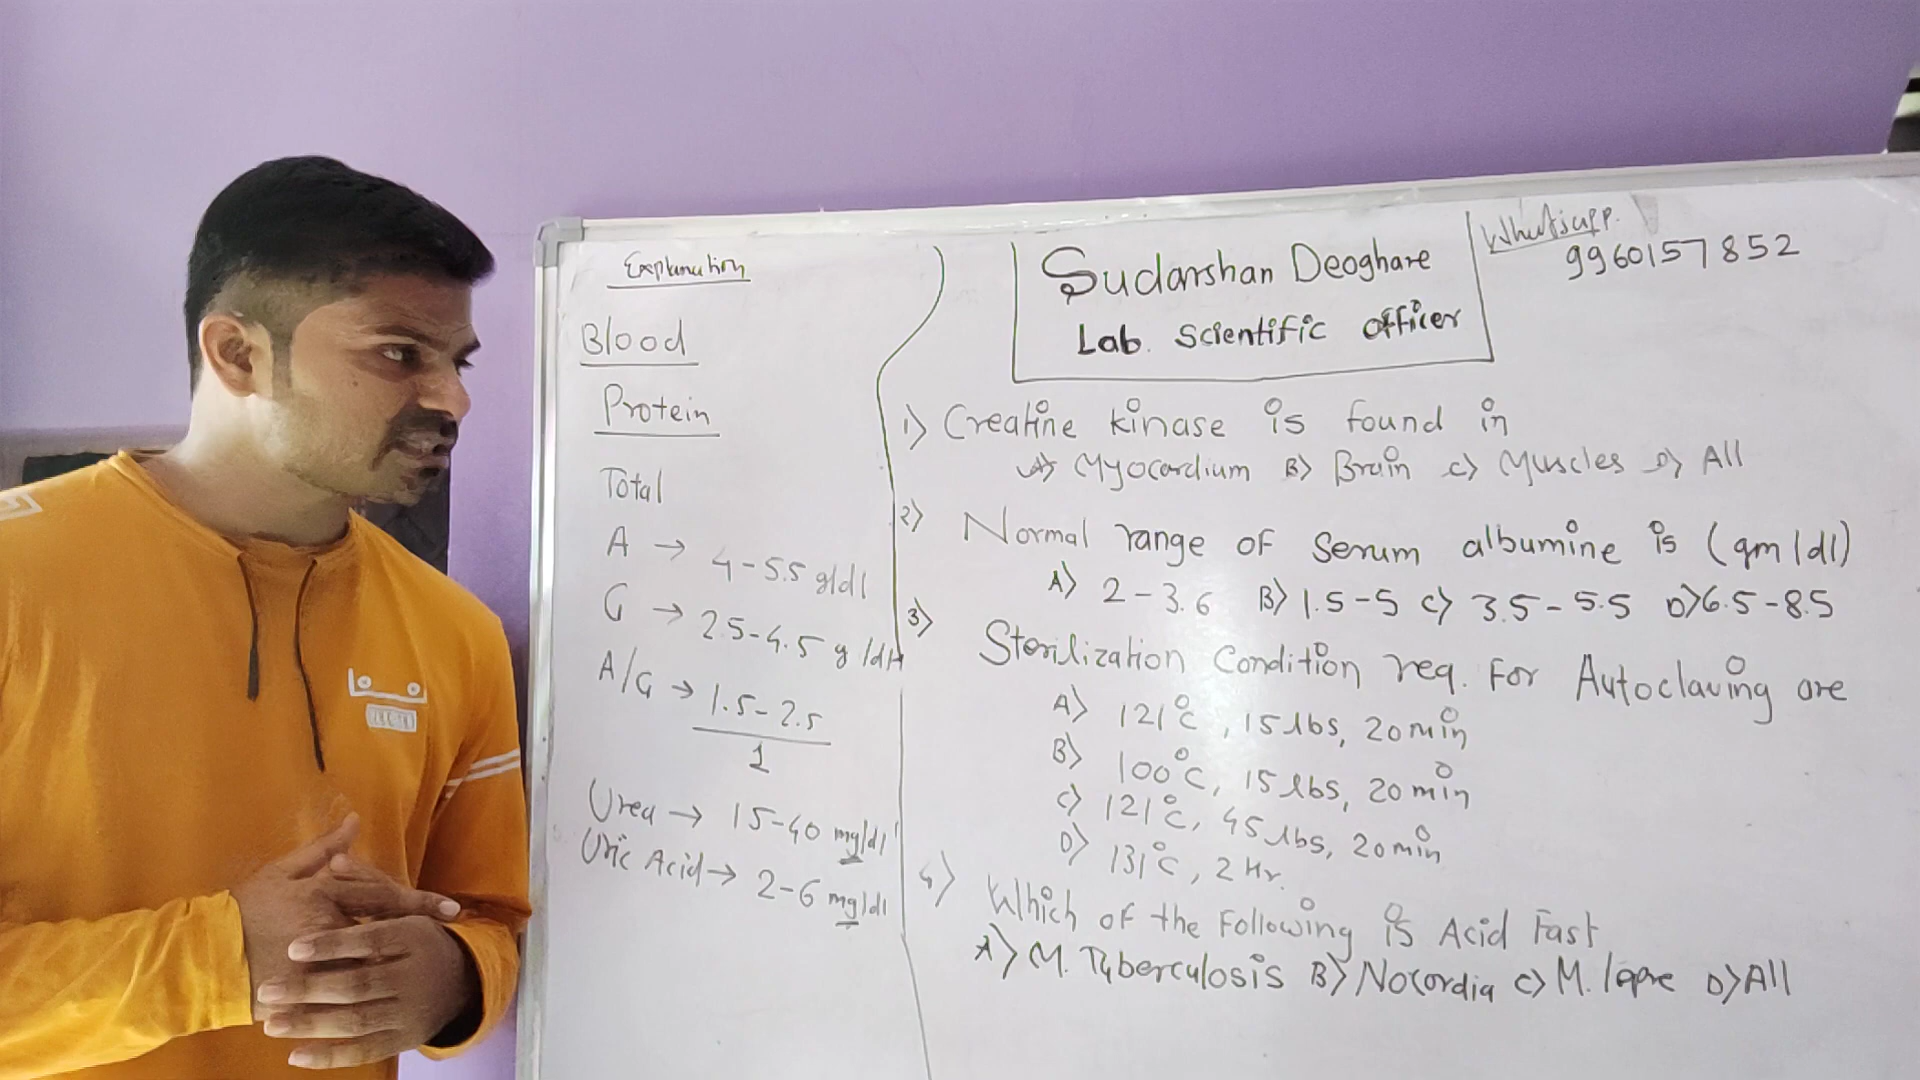 Explanation
Blood
Protein
Total
A → 4-5.5 g/dl
G → 2.5-4.5 g/dl
A/G → 1.5-2.5
1
Urea → 15-40 mg/dl
Uric Acid → 2-6 mg/dl
Sudarshan Deoghare
Lab. Scientific officer
Whatsapp.
9960157852
1) Creatine kinase is found in
A) Myocardium B) Brain C) Muscles D) All
2) Normal range of Serum albumine is (gm/dl)
A) 2-3.6 B) 1.5-5 C) 3.5-5.5 D) 6.5-8.5
3) Sterilization Condition req. For Autoclaving are
A) 121°C, 15 lbs, 20 min
B) 100°C, 15 lbs, 20 min
C) 121°C, 45 lbs, 20 min
D) 131°C, 2 Hr.
4) Which of the Following is Acid Fast
A) M. Tuberculosis B) Nocordia C) M. lepre D) All